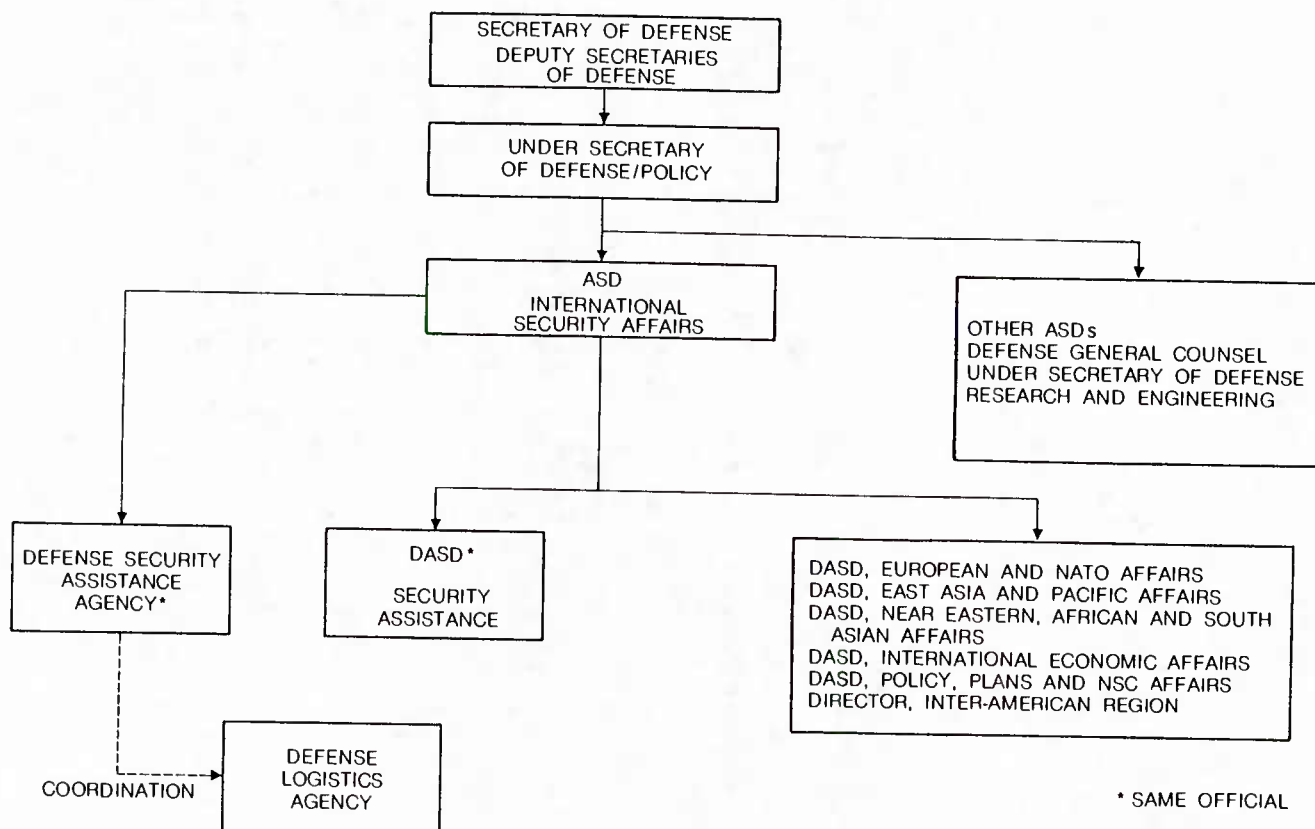 SECRETARY OF DEFENSE
DEPUTY SECRETARIES
OF DEFENSE
UNDER SECRETARY
OF DEFENSE/POLICY
ASD
INTERNATIONAL
SECURITY AFFAIRS
OTHER ASDs
DEFENSE GENERAL COUNSEL
UNDER SECRETARY OF DEFENSE
RESEARCH AND ENGINEERING
DEFENSE SECURITY
ASSISTANCE
AGENCY*
DASD*
SECURITY
ASSISTANCE
DASD, EUROPEAN AND NATO AFFAIRS
DASD, EAST ASIA AND PACIFIC AFFAIRS
DASD, NEAR EASTERN, AFRICAN AND SOUTH
ASIAN AFFAIRS
DASD, INTERNATIONAL ECONOMIC AFFAIRS
DASD, POLICY, PLANS AND NSC AFFAIRS
DIRECTOR, INTER-AMERICAN REGION
COORDINATION
DEFENSE
LOGISTICS
AGENCY
* SAME OFFICIAL